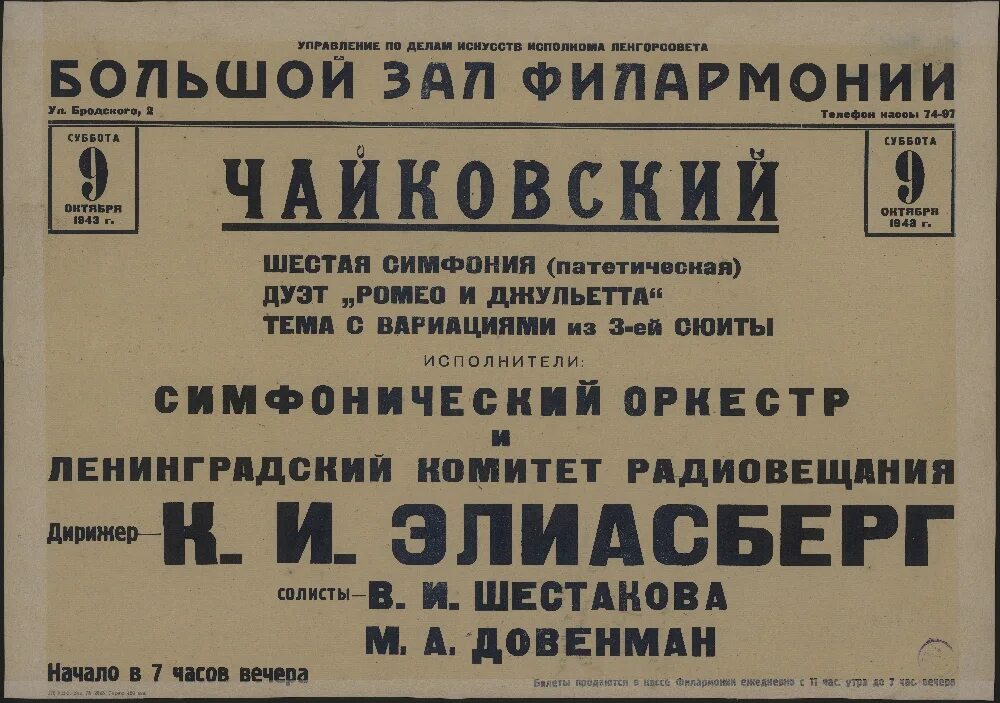 УПРАВЛЕНИЕ ПО ДЕЛАМ ИСКУССТВ ИСПОЛКОМА ЛЕНГОРСОВЕТА
БОЛЬШОЙ ЗАЛ ФИЛАРМОНИИ
Ул. Бродского, 2
Телефон кассы 74-97
СУББОТА
9
ОКТЯБРЯ
1943 г.
ЧАЙКОВСКИЙ
СУББОТА
9
ОКТЯБРЯ
1943 г.
ШЕСТАЯ СИМФОНИЯ (патетическая)
ДУЭТ „РОМЕО И ДЖУЛЬЕТТА“
ТЕМА С ВАРИАЦИЯМИ из 3-ей СЮИТЫ
ИСПОЛНИТЕЛИ:
СИМФОНИЧЕСКИЙ ОРКЕСТР
и
ЛЕНИНГРАДСКИЙ КОМИТЕТ РАДИОВЕЩАНИЯ
Дирижер—К. И. ЭЛИАСБЕРГ
солисты—В. И. ШЕСТАКОВА
М. А. ДОВЕНМАН
Начало в 7 часов вечера
Билеты продаются в кассе Филармонии ежедневно с 11 час. утра до 7 час. вечера